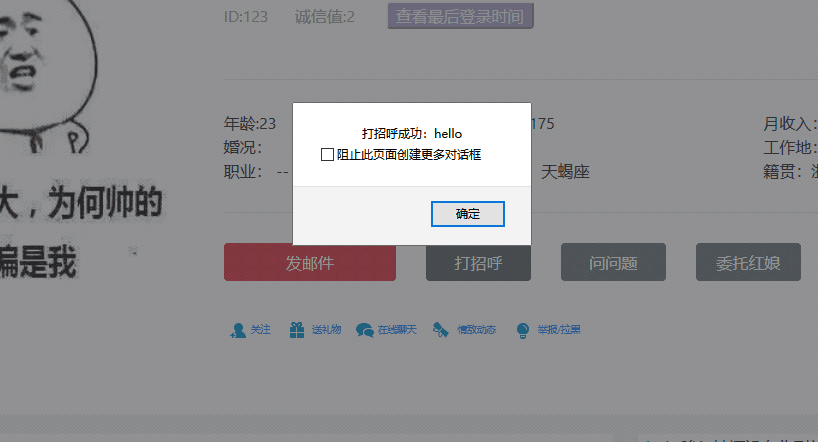 ID:123 诚信值:2 查看最后登录时间
年龄:23 175 月收入:
打招呼成功：hello
婚况: 阻止此页面创建更多对话框 工作地:
职业: -- 天蝎座 籍贯:
大，为何帅的
确定
偏是我
发邮件 打招呼 问问题 委托红娘
关注 送礼物 在线聊天 情敌动态 举报/拉黑